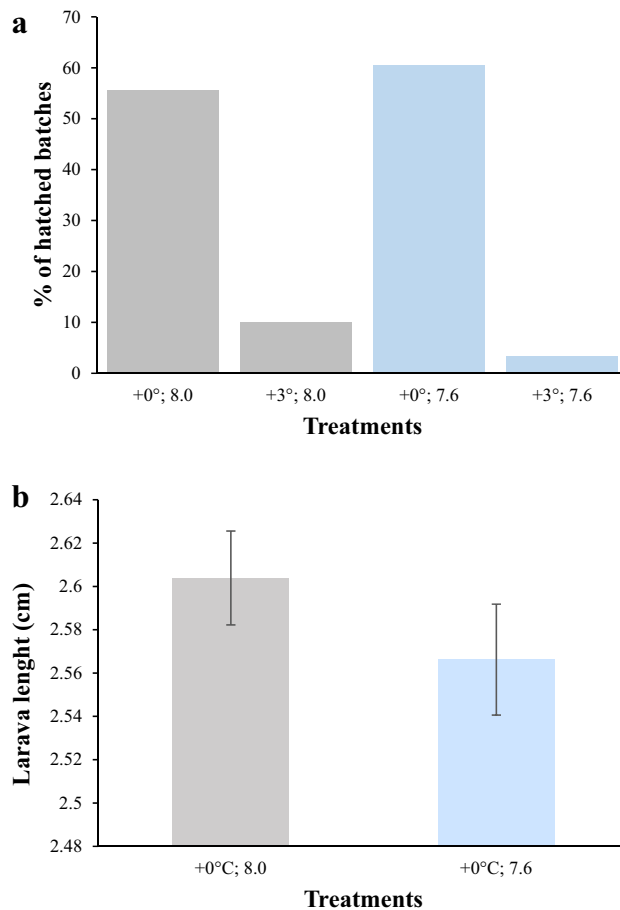 a
% of hatched batches
70
60
50
40
30
20
10
0
+0°; 8.0
+3°; 8.0
+0°; 7.6
+3°; 7.6
Treatments
b
Larava lenght (cm)
2.64
2.62
2.6
2.58
2.56
2.54
2.52
2.5
2.48
+0°C; 8.0
+0°C; 7.6
Treatments